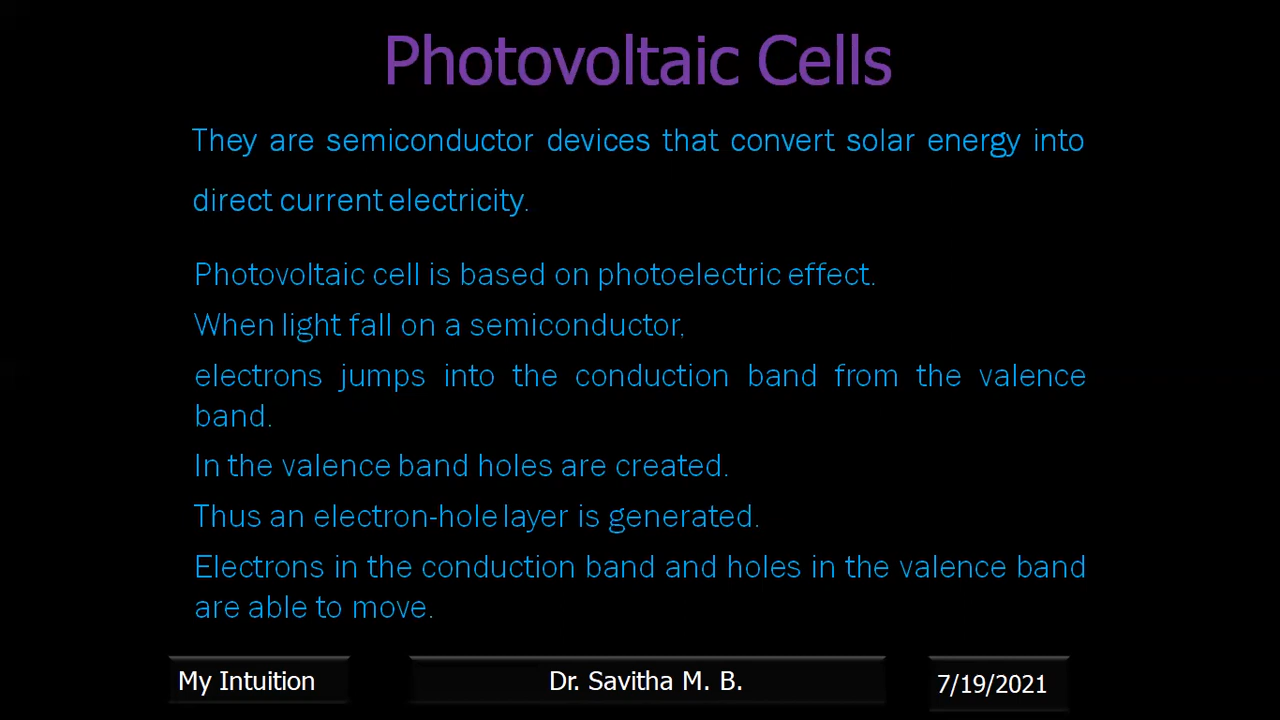 Photovoltaic Cells
They are semiconductor devices that convert solar energy into
direct current electricity.
Photovoltaic cell is based on photoelectric effect.
When light fall on a semiconductor,
electrons jumps into the conduction band from the valence
band.
In the valence band holes are created.
Thus an electron-hole layer is generated.
Electrons in the conduction band and holes in the valence band
are able to move.
My Intuition
Dr. Savitha M. B.
7/19/2021